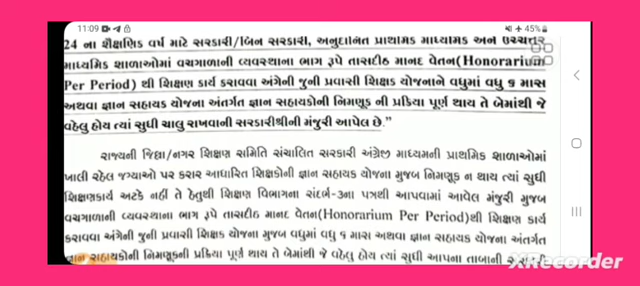 11:09
45%
24 ના શૈક્ષણિક વર્ષ માટે સરકારી/બિન સરકારી, અનુદાનિત પ્રાથમિક માધ્યમિક અને ઉચ્ચત્તર
માધ્યમિક શાળાઓમાં વચગાળાની વ્યવસ્થાના ભાગ રૂપે તાસદીઠ માનદ વેતન(Honorarium
Per Period) થી શિક્ષણ કાર્ય કરાવવા અંગેની જુની પ્રવાસી શિક્ષક યોજનાને વધુમાં વધુ ૧ માસ
અથવા જ્ઞાન સહાયક યોજના અંતર્ગત જ્ઞાન સહાયકોની નિમણૂક ની પ્રક્રિયા પૂર્ણ થાય તે બેમાંથી જે
વહેલુ હોય ત્યાં સુધી ચાલુ રાખવાની સરકારીશ્રીની મંજુરી આપેલ છે.”
રાજ્યની જિલ્લા/નગર શિક્ષણ સમિતિ સંચાલિત સરકારી અંગ્રેજી માધ્યમની પ્રાથમિક શાળાઓમાં
ખાલી રહેલ જગ્યાઓ પર કરાર આધારિત શિક્ષકોની જ્ઞાન સહાયક યોજના મુજબ નિમણૂક ન થાય ત્યાં સુધી
શિક્ષણકાર્ય અટકે નહીં તે હેતુથી શિક્ષણ વિભાગના સંદર્ભ-૩ના પત્રથી આપવામાં આવેલ મંજુરી મુજબ
વચગાળાની વ્યવસ્થાના ભાગ રૂપે તાસદીઠ માનદ વેતન(Honorarium Per Period)થી શિક્ષણ કાર્ય
કરાવવા અંગેની જુની પ્રવાસી શિક્ષક યોજના મુજબ વધુમાં વધુ ૧ માસ અથવા જ્ઞાન સહાયક યોજના અંતર્ગત
જ્ઞાન સહાયકોની નિમણૂકની પ્રક્રિયા પૂર્ણ થાય તે બેમાંથી જે વહેલુ હોય ત્યાં સુધી આપના તાબાની
XRecorder